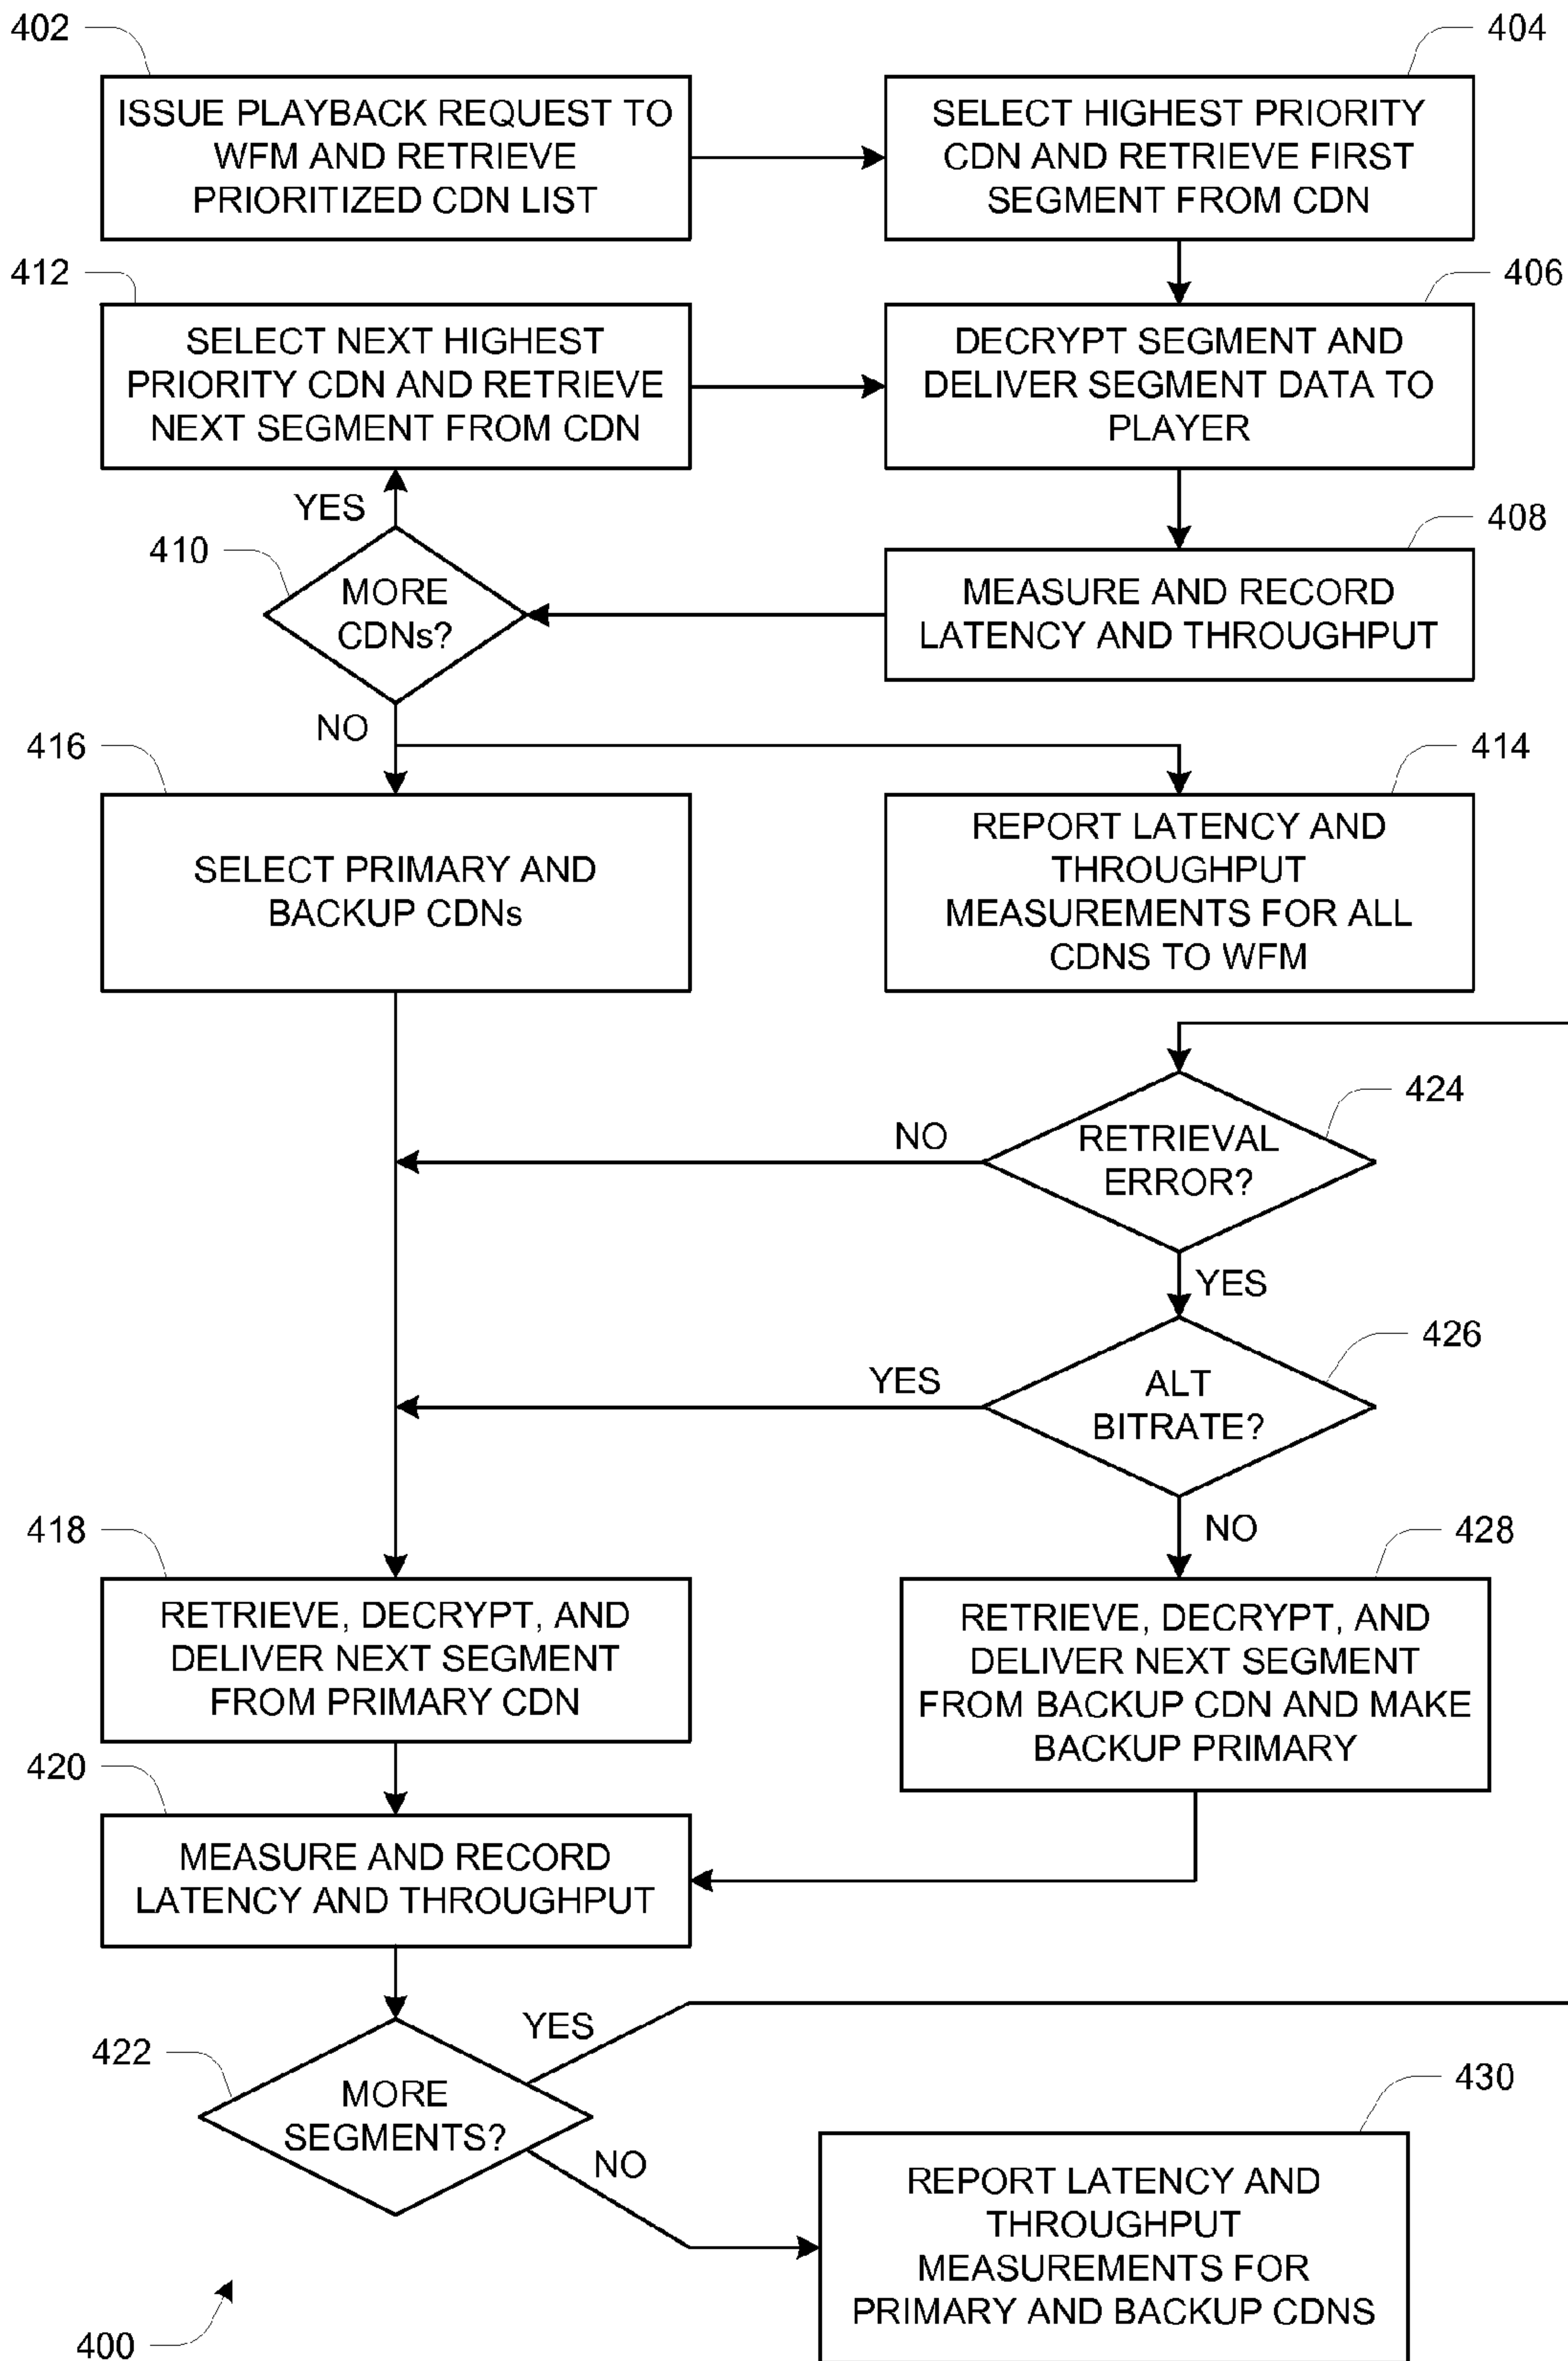 402
404
ISSUE PLAYBACK REQUEST TO
WFM AND RETRIEVE
PRIORITIZED CDN LIST
SELECT HIGHEST PRIORITY
CDN AND RETRIEVE FIRST
SEGMENT FROM CDN
412
406
SELECT NEXT HIGHEST
PRIORITY CDN AND RETRIEVE
NEXT SEGMENT FROM CDN
DECRYPT SEGMENT AND
DELIVER SEGMENT DATA TO
PLAYER
YES
408
410
MORE
CDNs?
MEASURE AND RECORD
LATENCY AND THROUGHPUT
NO
416
414
SELECT PRIMARY AND
BACKUP CDNs
REPORT LATENCY AND
THROUGHPUT
MEASUREMENTS FOR ALL
CDNS TO WFM
424
NO
RETRIEVAL
ERROR?
YES
426
YES
ALT
BITRATE?
NO
418
428
RETRIEVE, DECRYPT, AND
DELIVER NEXT SEGMENT
FROM PRIMARY CDN
RETRIEVE, DECRYPT, AND
DELIVER NEXT SEGMENT
FROM BACKUP CDN AND MAKE
BACKUP PRIMARY
420
MEASURE AND RECORD
LATENCY AND THROUGHPUT
YES
422
MORE
SEGMENTS?
NO
430
REPORT LATENCY AND
THROUGHPUT
MEASUREMENTS FOR
PRIMARY AND BACKUP CDNS
400